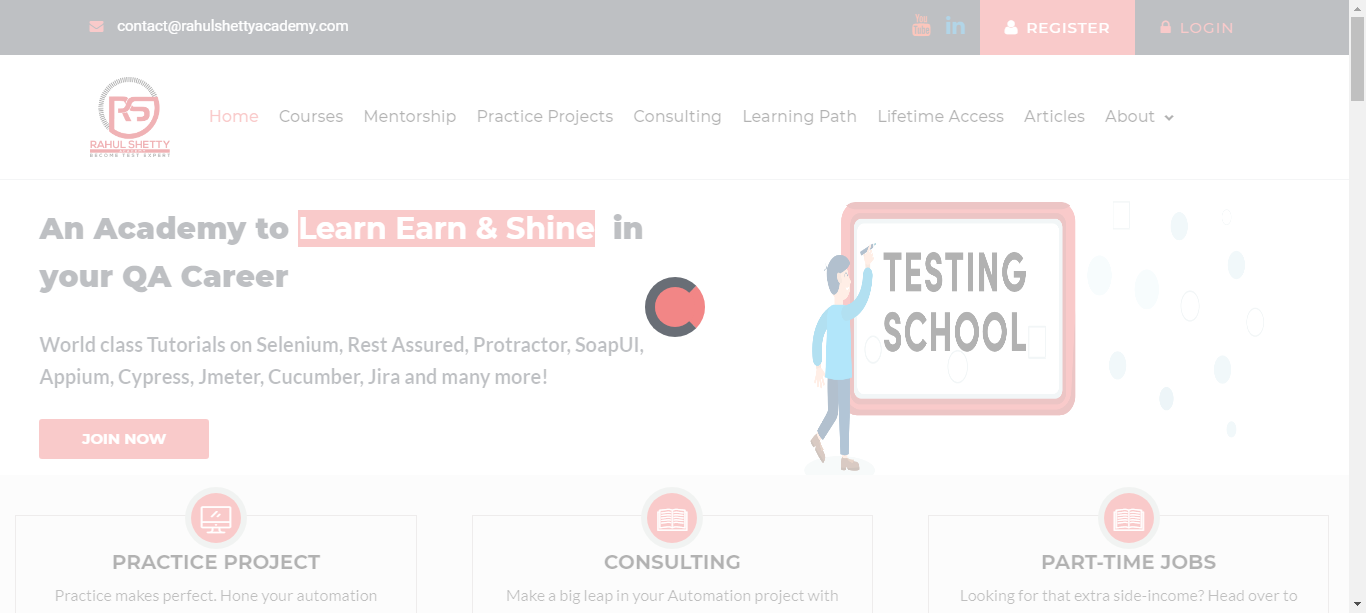 contact@rahulshettyacademy.com
You
Tube
in
REGISTER
LOGIN
RS
RAHUL SHETTY
ACADEMY
BECOME TEST EXPERT
Home Courses Mentorship Practice Projects Consulting Learning Path Lifetime Access Articles About
An Academy to Learn Earn & Shine in
your QA Career
World class Tutorials on Selenium, Rest Assured, Protractor, SoapUI,
Appium, Cypress, Jmeter, Cucumber, Jira and many more!
JOIN NOW
TESTING
SCHOOL
PRACTICE PROJECT
Practice makes perfect. Hone your automation
CONSULTING
Make a big leap in your Automation project with
PART-TIME JOBS
Looking for that extra side-income? Head over to